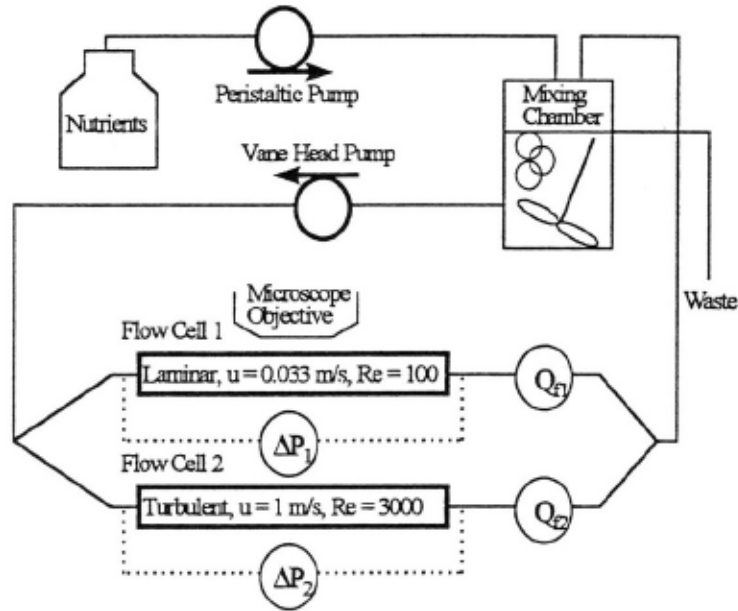 Peristaltic Pump
Mixing
Chamber
Nutrients
Vane Head Pump
Waste
Microscope
Objective
Flow Cell 1
Laminar, u = 0.033 m/s, Re = 100
Qf1
ΔP1
Flow Cell 2
Turbulent, u = 1 m/s, Re = 3000
Qf2
ΔP2